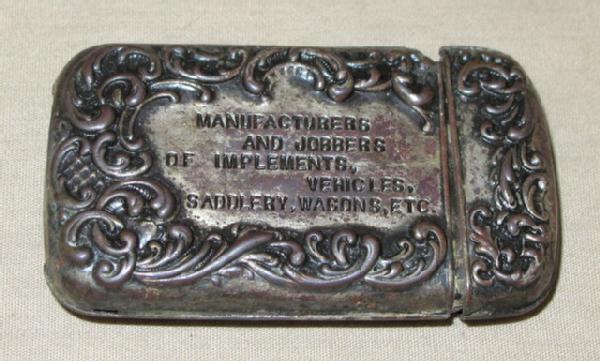 MANUFACTURERS
AND JOBBERS
OF IMPLEMENTS,
VEHICLES,
SADDLERY, WAGONS, ETC.